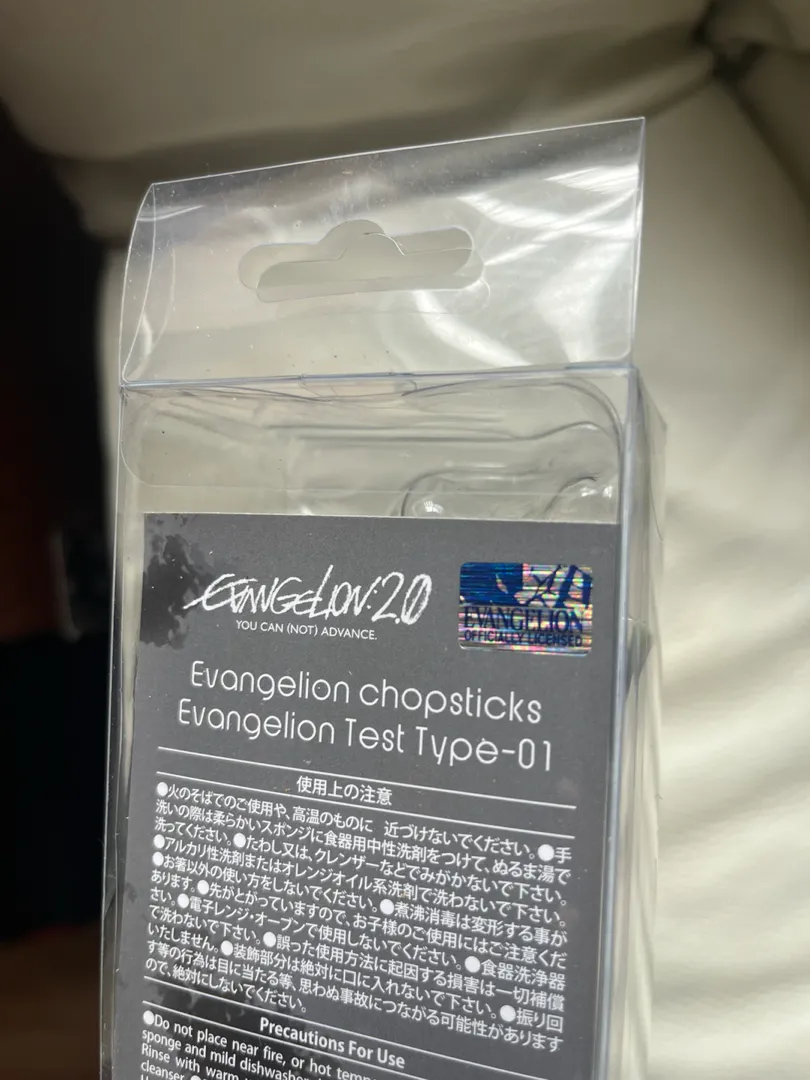 EVANGELION:2.0
YOU CAN (NOT) ADVANCE.
EVANGELION
OFFICIALLY LICENSED
Evangelion chopsticks
Evangelion Test Type-01
使用上の注意
●火のそばでのご使用や、高温のものに 近づけないでください。●手
洗いの際は柔らかいスポンジに食器用中性洗剤をつけて、ぬるま湯で
洗ってください。●たわし又は、クレンザーなどでみがかないで下さい。
●アルカリ性洗剤またはオレンジオイル系洗剤で洗わないで下さい。
●お箸以外の使い方をしないでください。●煮沸消毒は変形する事が
あります。●先がとがっていますので、お子様のご使用にはご注意くだ
さい。●電子レンジ・オーブンで使用しないでください。●食器洗浄器
で洗わないで下さい。●誤った使用方法に起因する損害は一切補償
いたしません。●装飾部分は絶対に口に入れないで下さい。●振り回
す等の行為は目に当たる等、思わぬ事故につながる可能性があります
ので、絶対にしないでください。
Precautions For Use
●Do not place near fire, or hot
sponge and mild dishwasher
Rinse with warm
cleanser